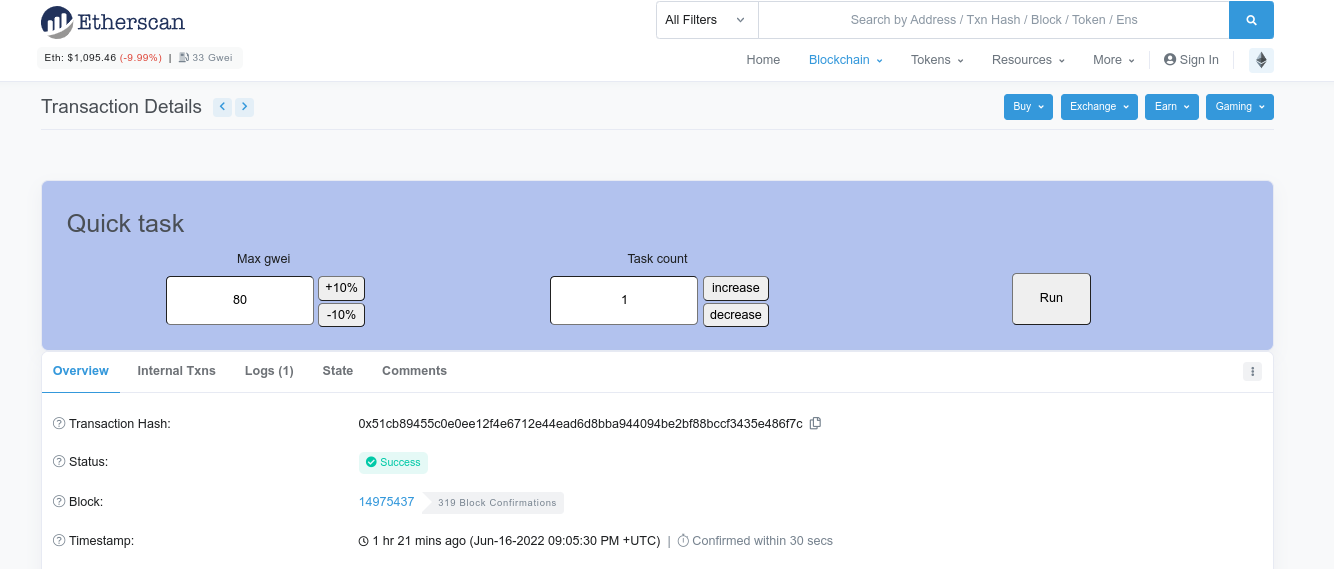 Etherscan
All Filters
Search by Address / Txn Hash / Block / Token / Ens
Eth: $1,095.46 (-9.99%) | 33 Gwei
Home Blockchain Tokens Resources More Sign In
Transaction Details
Buy Exchange Earn Gaming
Quick task
Max gwei
80
+10%
-10%
Task count
1
increase
decrease
Run
Overview Internal Txns Logs (1) State Comments
Transaction Hash: 0x51cb89455c0e0ee12f4e6712e44ead6d8bba944094be2bf88bccf3435e486f7c
Status: Success
Block: 14975437 319 Block Confirmations
Timestamp: 1 hr 21 mins ago (Jun-16-2022 09:05:30 PM +UTC) | Confirmed within 30 secs